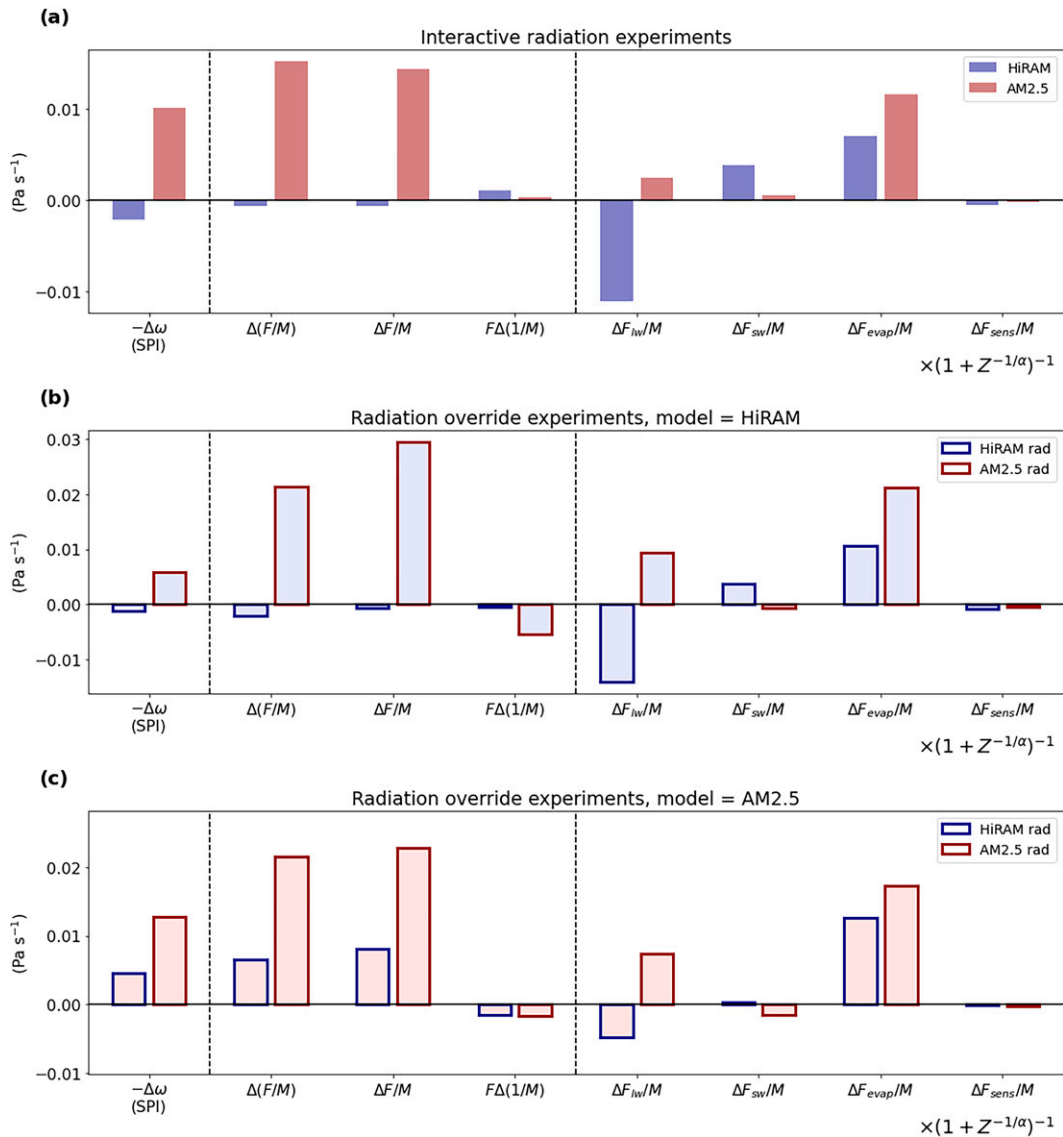 (a)
Interactive radiation experiments
HiRAM
AM2.5
0.01
0.00
−0.01
(Pa s⁻¹)
−Δω
(SPI)
Δ(F/M)
ΔF/M
FΔ(1/M)
ΔF_lw/M
ΔF_sw/M
ΔF_evap/M
ΔF_sens/M
×(1 + Z^{−1/α})⁻¹
(b)
Radiation override experiments, model = HiRAM
HiRAM rad
AM2.5 rad
0.03
0.02
0.01
0.00
−0.01
(Pa s⁻¹)
−Δω
(SPI)
Δ(F/M)
ΔF/M
FΔ(1/M)
ΔF_lw/M
ΔF_sw/M
ΔF_evap/M
ΔF_sens/M
×(1 + Z^{−1/α})⁻¹
(c)
Radiation override experiments, model = AM2.5
HiRAM rad
AM2.5 rad
0.02
0.01
0.00
−0.01
(Pa s⁻¹)
−Δω
(SPI)
Δ(F/M)
ΔF/M
FΔ(1/M)
ΔF_lw/M
ΔF_sw/M
ΔF_evap/M
ΔF_sens/M
×(1 + Z^{−1/α})⁻¹